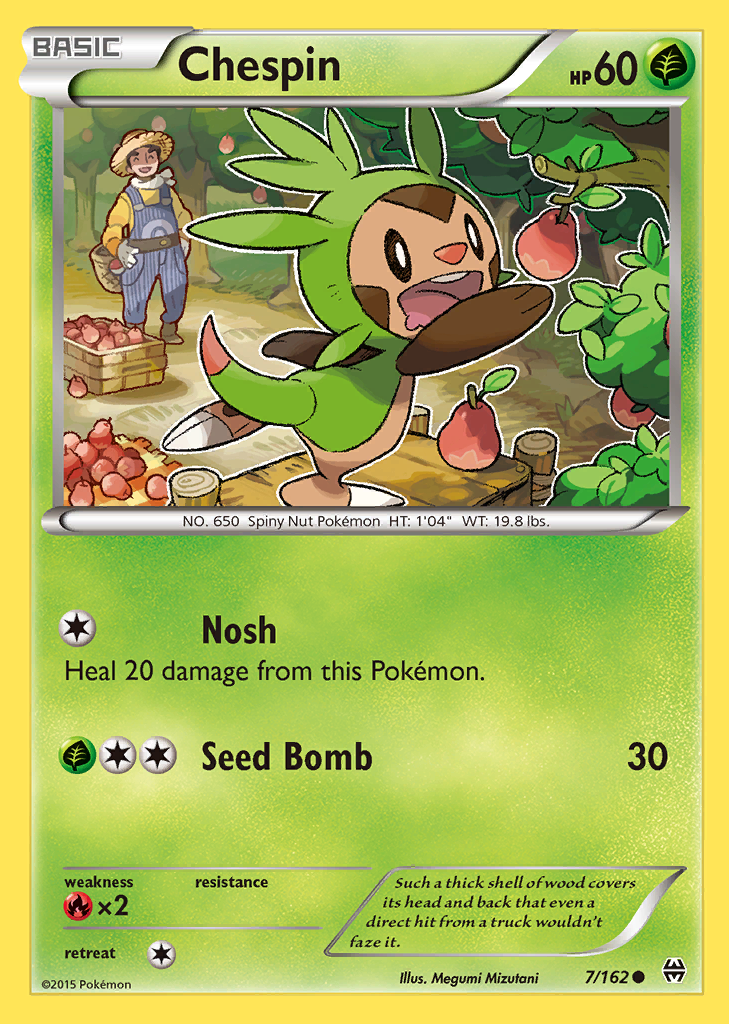 BASIC
Chespin
HP60
NO. 650 Spiny Nut Pokémon HT: 1'04" WT: 19.8 lbs.
Nosh
Heal 20 damage from this Pokémon.
Seed Bomb 30
weakness resistance
×2
retreat
Such a thick shell of wood covers
its head and back that even a
direct hit from a truck wouldn't
faze it.
©2015 Pokémon
Illus. Megumi Mizutani
7/162